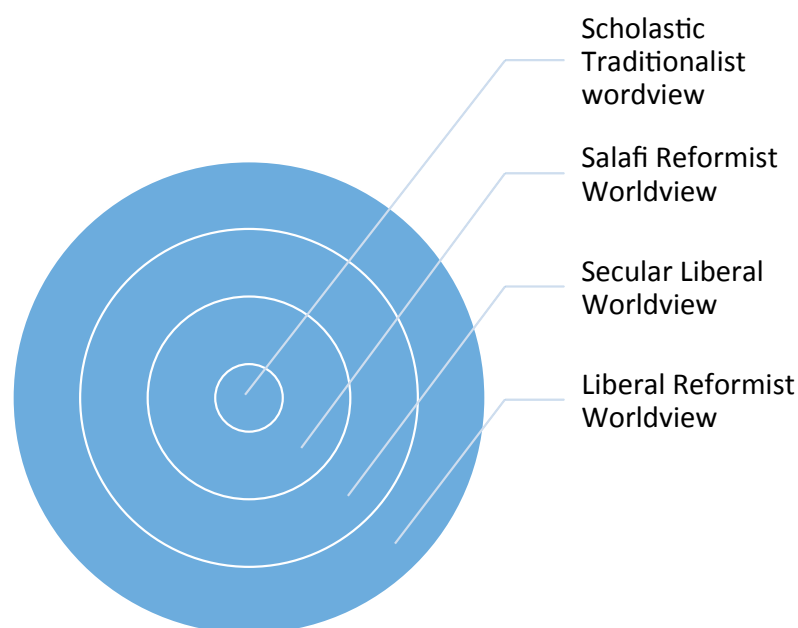 Scholastic
Traditionalist
wordview
Salafi Reformist
Worldview
Secular Liberal
Worldview
Liberal Reformist
Worldview